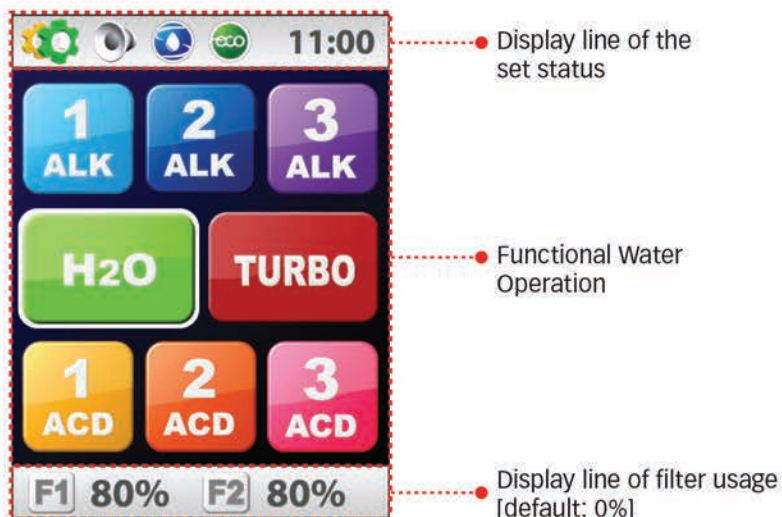 eco 11:00
Display line of the
set status
1 2 3
ALK ALK ALK
H2O TURBO
Functional Water
Operation
1 2 3
ACD ACD ACD
F1 80% F2 80%
Display line of filter usage
[default: 0%]